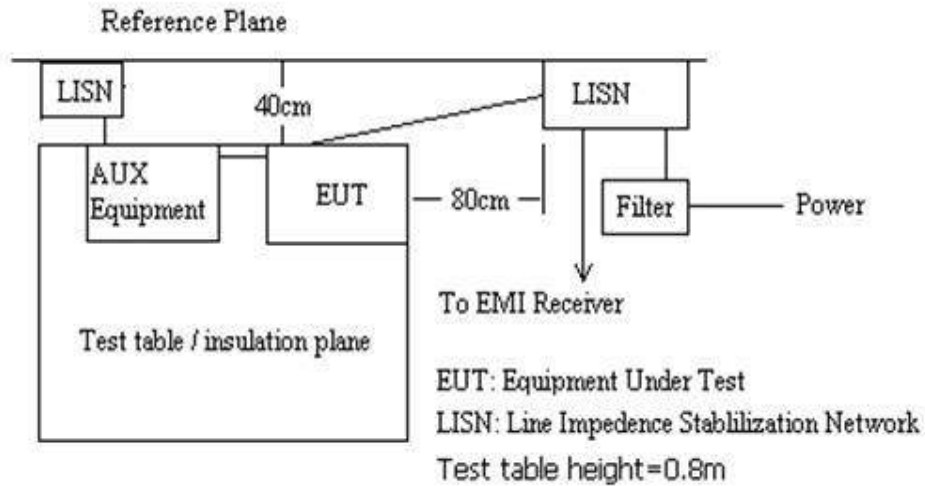 Reference Plane
LISN
40cm
LISN
AUX
Equipment
EUT
80cm
Filter
Power
To EMI Receiver
Test table / insulation plane
EUT: Equipment Under Test
LISN: Line Impedence Stablilization Network
Test table height=0.8m